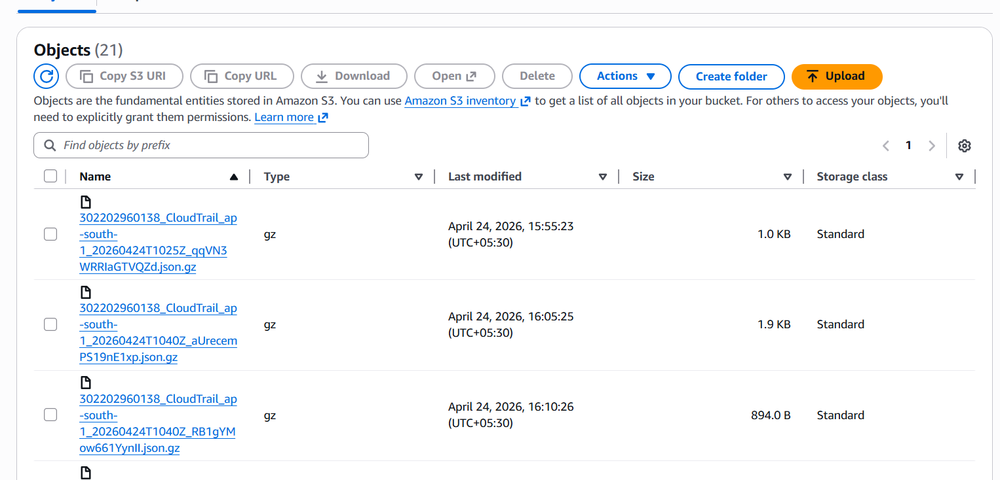 Objects (21)
Copy S3 URI Copy URL Download Open Delete Actions Create folder Upload
Objects are the fundamental entities stored in Amazon S3. You can use Amazon S3 inventory to get a list of all objects in your bucket. For others to access your objects, you'll
need to explicitly grant them permissions. Learn more
Find objects by prefix
1
Name Type Last modified Size Storage class
302202960138_CloudTrail_ap
-south-
1_20260424T1025Z_qqVN3
WRRIaGTVQZd.json.gz
gz
April 24, 2026, 15:55:23
(UTC+05:30)
1.0 KB
Standard
302202960138_CloudTrail_ap
-south-
1_20260424T1040Z_aUrecem
PS19nE1xp.json.gz
gz
April 24, 2026, 16:05:25
(UTC+05:30)
1.9 KB
Standard
302202960138_CloudTrail_ap
-south-
1_20260424T1040Z_RB1gYM
ow661YynII.json.gz
gz
April 24, 2026, 16:10:26
(UTC+05:30)
894.0 B
Standard